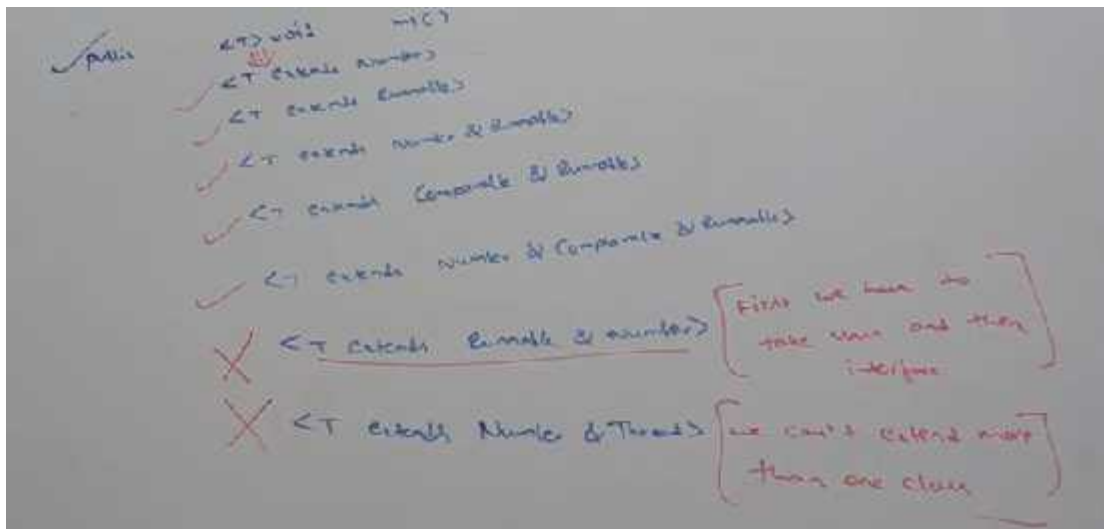 public <T> void m1()
<T extends Number>
<T extends Runnable>
<T extends Number & Runnable>
<T extends Comparable & Runnable>
<T extends Number & Comparable & Runnable>
<T extends Runnable & Number> [First we have to
take class and then
interface]
<T extends Number & Thread> [we can't extend more
than one class]